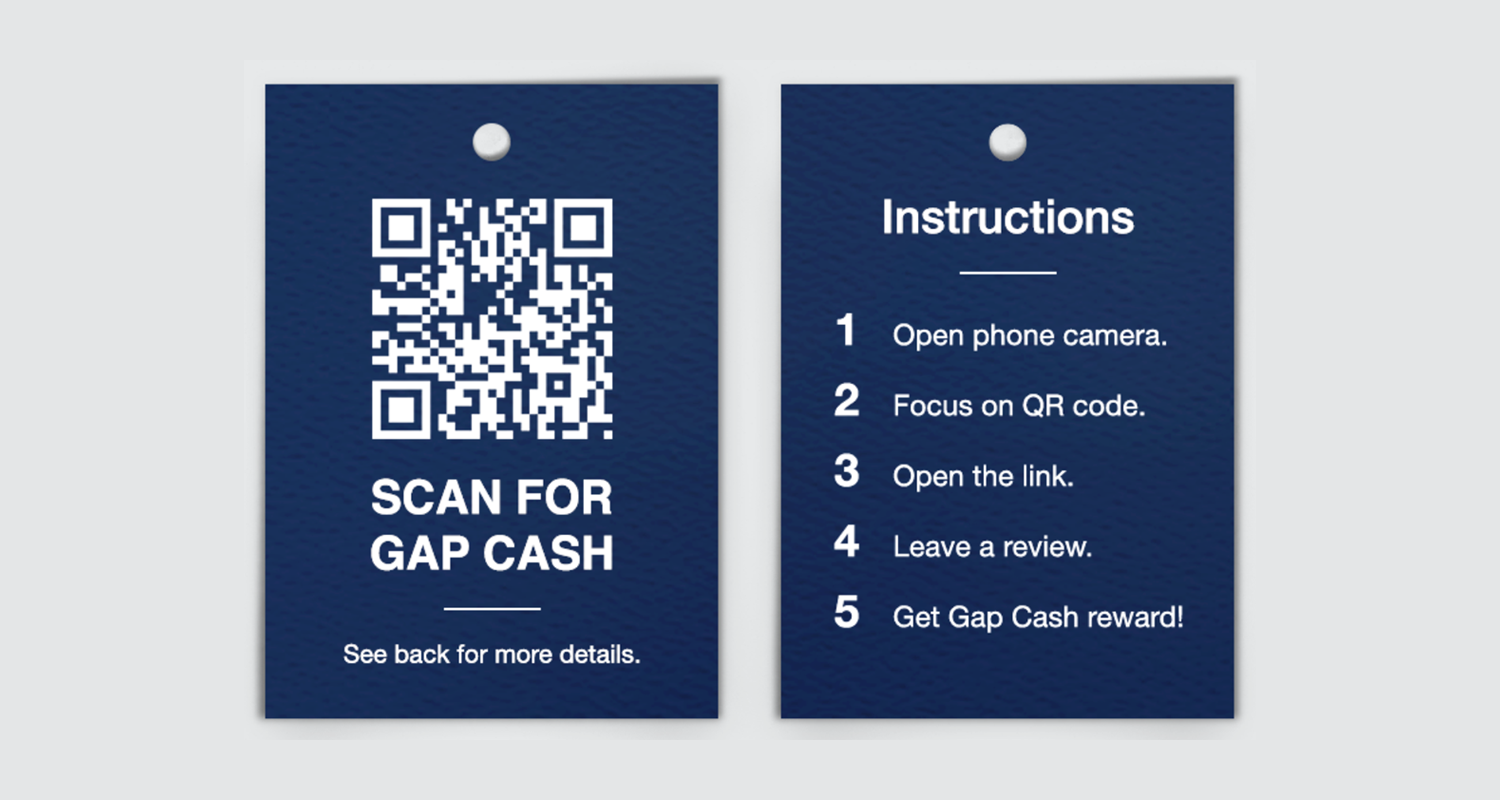 SCAN FOR
GAP CASH
See back for more details.
Instructions
1 Open phone camera.
2 Focus on QR code.
3 Open the link.
4 Leave a review.
5 Get Gap Cash reward!